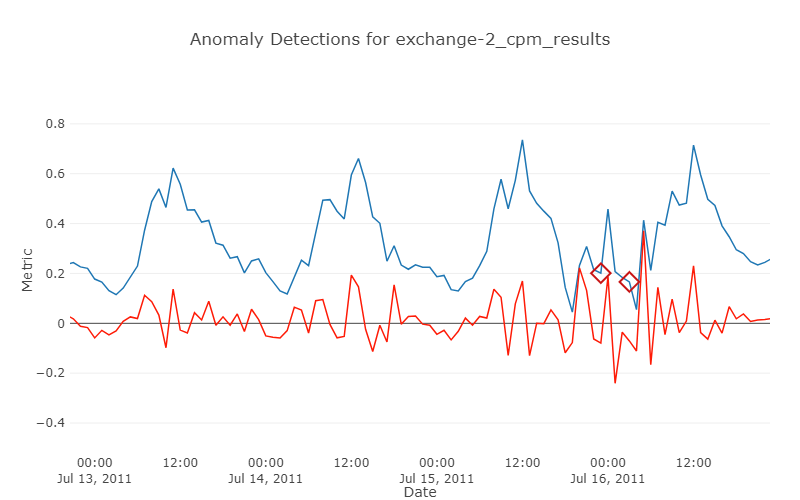 Anomaly Detections for exchange-2_cpm_results
0.8
0.6
0.4
0.2
0
−0.2
−0.4
Metric
00:00 12:00 00:00 12:00 00:00 12:00 00:00 12:00
Jul 13, 2011 Jul 14, 2011 Jul 15, 2011 Jul 16, 2011
Date